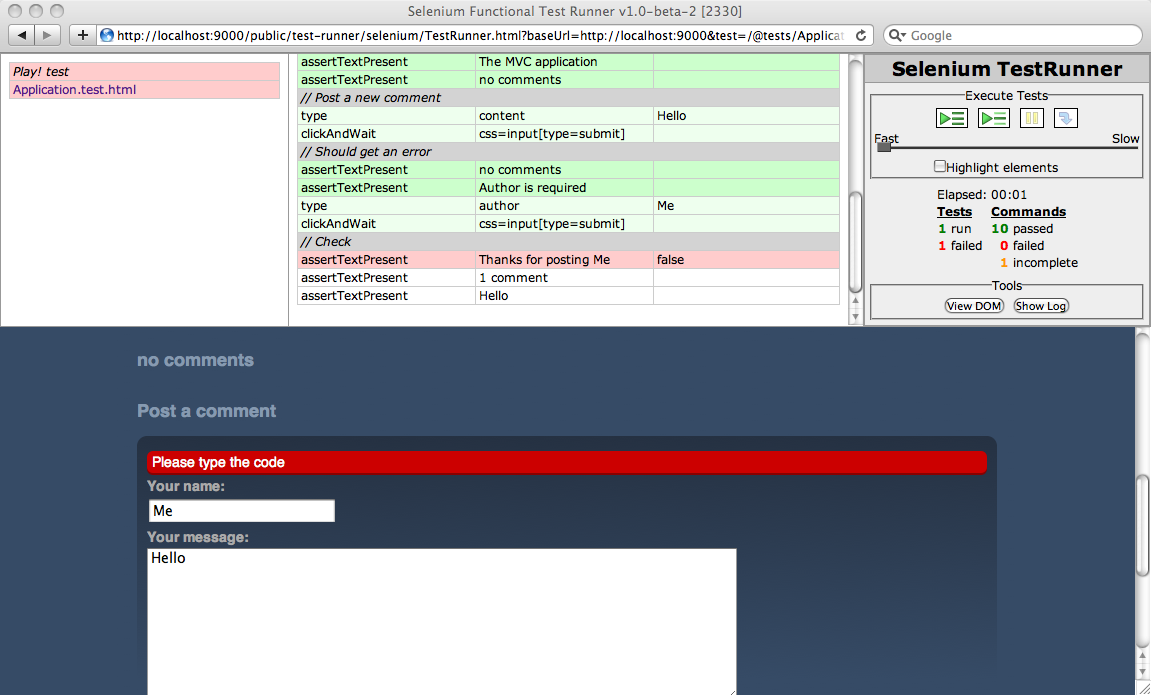 Selenium Functional Test Runner v1.0-beta-2 [2330]
http://localhost:9000/public/test-runner/selenium/TestRunner.html?baseUrl=http://localhost:9000&test=/@tests/Applicat
Google
Play! test
Application.test.html
assertTextPresent The MVC application
assertTextPresent no comments
// Post a new comment
type content Hello
clickAndWait css=input[type=submit]
// Should get an error
assertTextPresent no comments
assertTextPresent Author is required
type author Me
clickAndWait css=input[type=submit]
// Check
assertTextPresent Thanks for posting Me false
assertTextPresent 1 comment
assertTextPresent Hello
Selenium TestRunner
Execute Tests
Fast Slow
Highlight elements
Elapsed: 00:01
Tests Commands
1 run 10 passed
1 failed 0 failed
1 incomplete
Tools
View DOM Show Log
no comments
Post a comment
Please type the code
Your name:
Me
Your message:
Hello